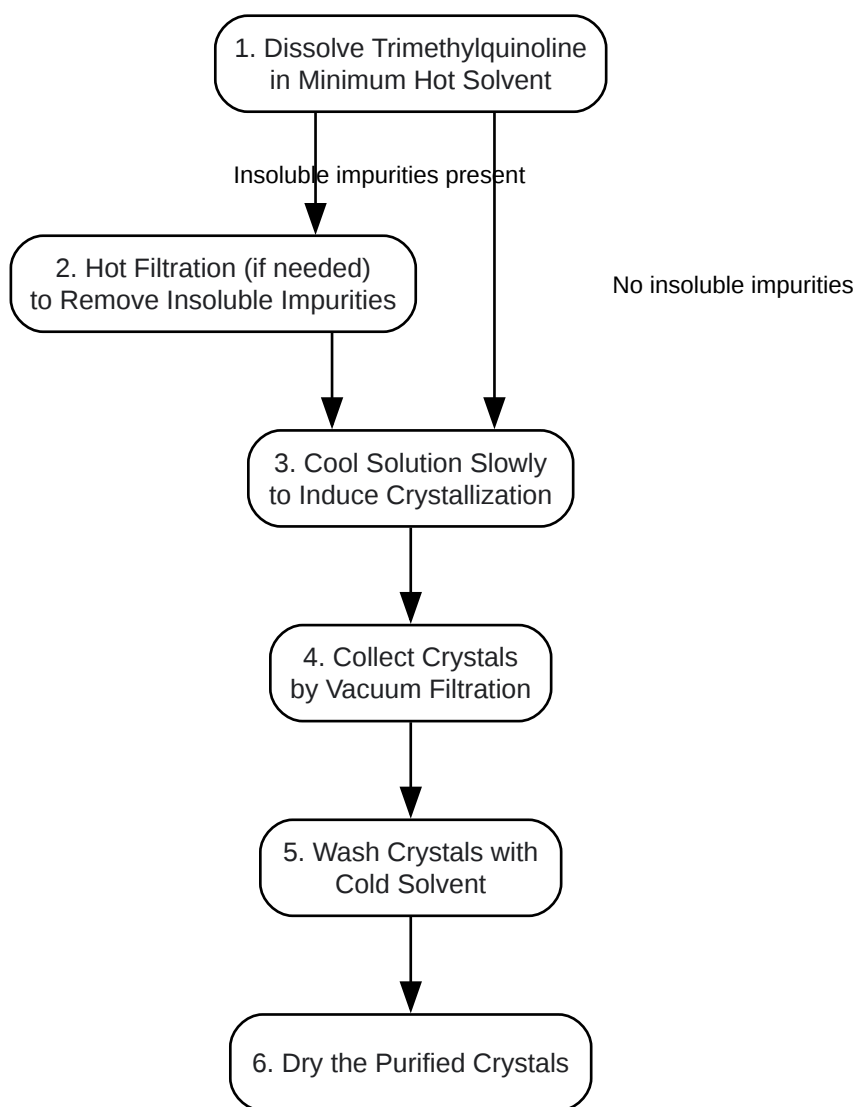 1. Dissolve Trimethylquinoline
in Minimum Hot Solvent
Insoluble impurities present
2. Hot Filtration (if needed)
to Remove Insoluble Impurities
No insoluble impurities
3. Cool Solution Slowly
to Induce Crystallization
4. Collect Crystals
by Vacuum Filtration
5. Wash Crystals with
Cold Solvent
6. Dry the Purified Crystals